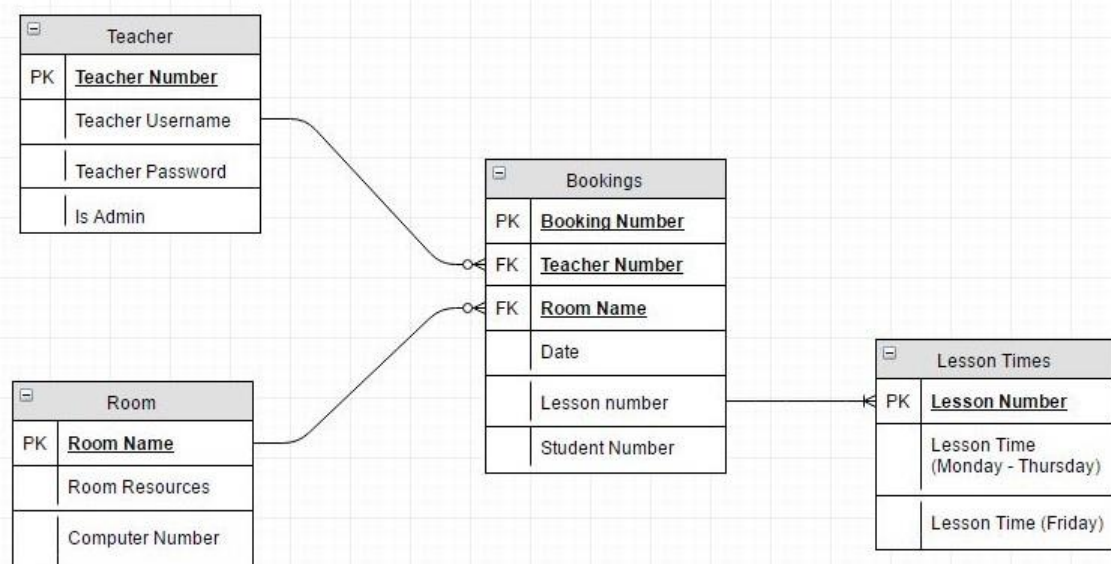 Teacher
PK Teacher Number
Teacher Username
Teacher Password
Is Admin
Bookings
PK Booking Number
FK Teacher Number
FK Room Name
Date
Lesson number
Student Number
Room
PK Room Name
Room Resources
Computer Number
Lesson Times
PK Lesson Number
Lesson Time
(Monday - Thursday)
Lesson Time (Friday)